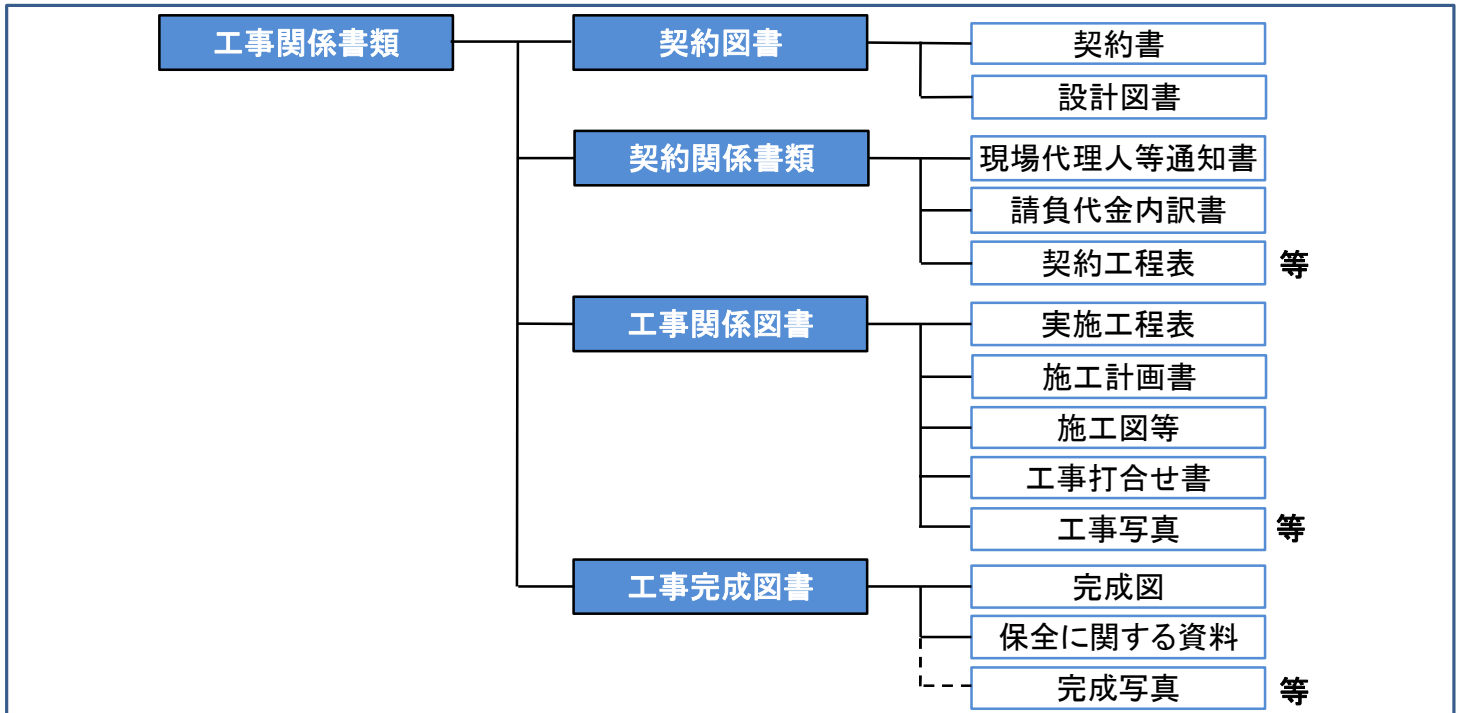 工事関係書類
契約図書
契約書
設計図書
契約関係書類
現場代理人等通知書
請負代金内訳書
契約工程表 等
工事関係図書
実施工程表
施工計画書
施工図等
工事打合せ書
工事写真 等
工事完成図書
完成図
保全に関する資料
完成写真 等